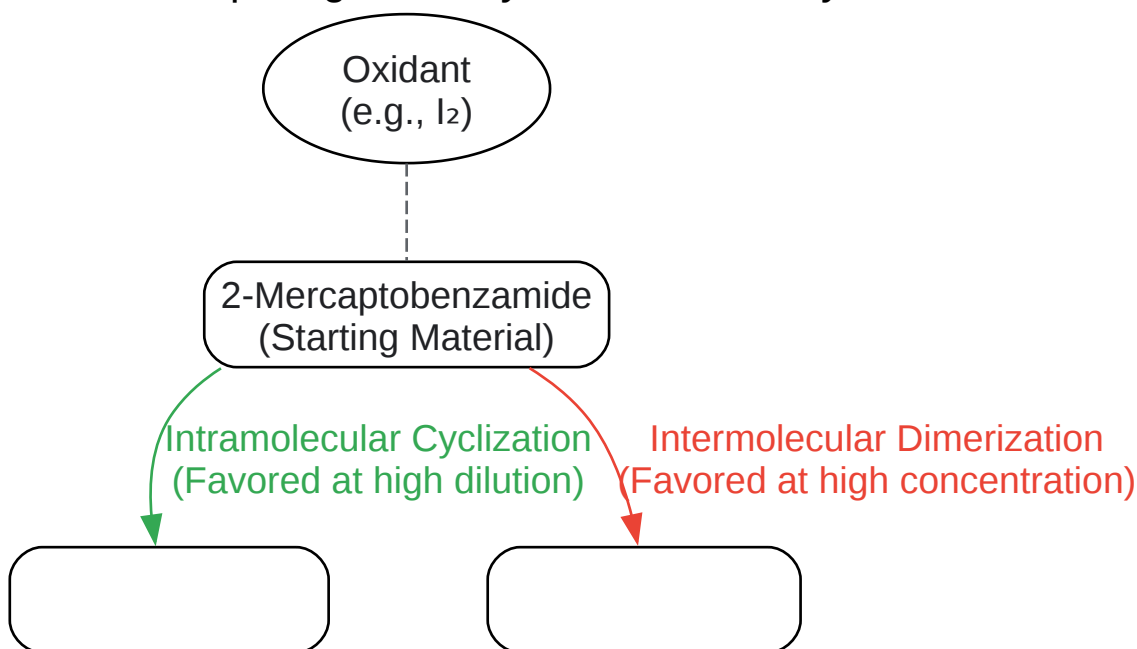 Oxidant
(e.g., I₂)
2-Mercaptobenzamide
(Starting Material)
Intramolecular Cyclization
(Favored at high dilution)
Intermolecular Dimerization
(Favored at high concentration)